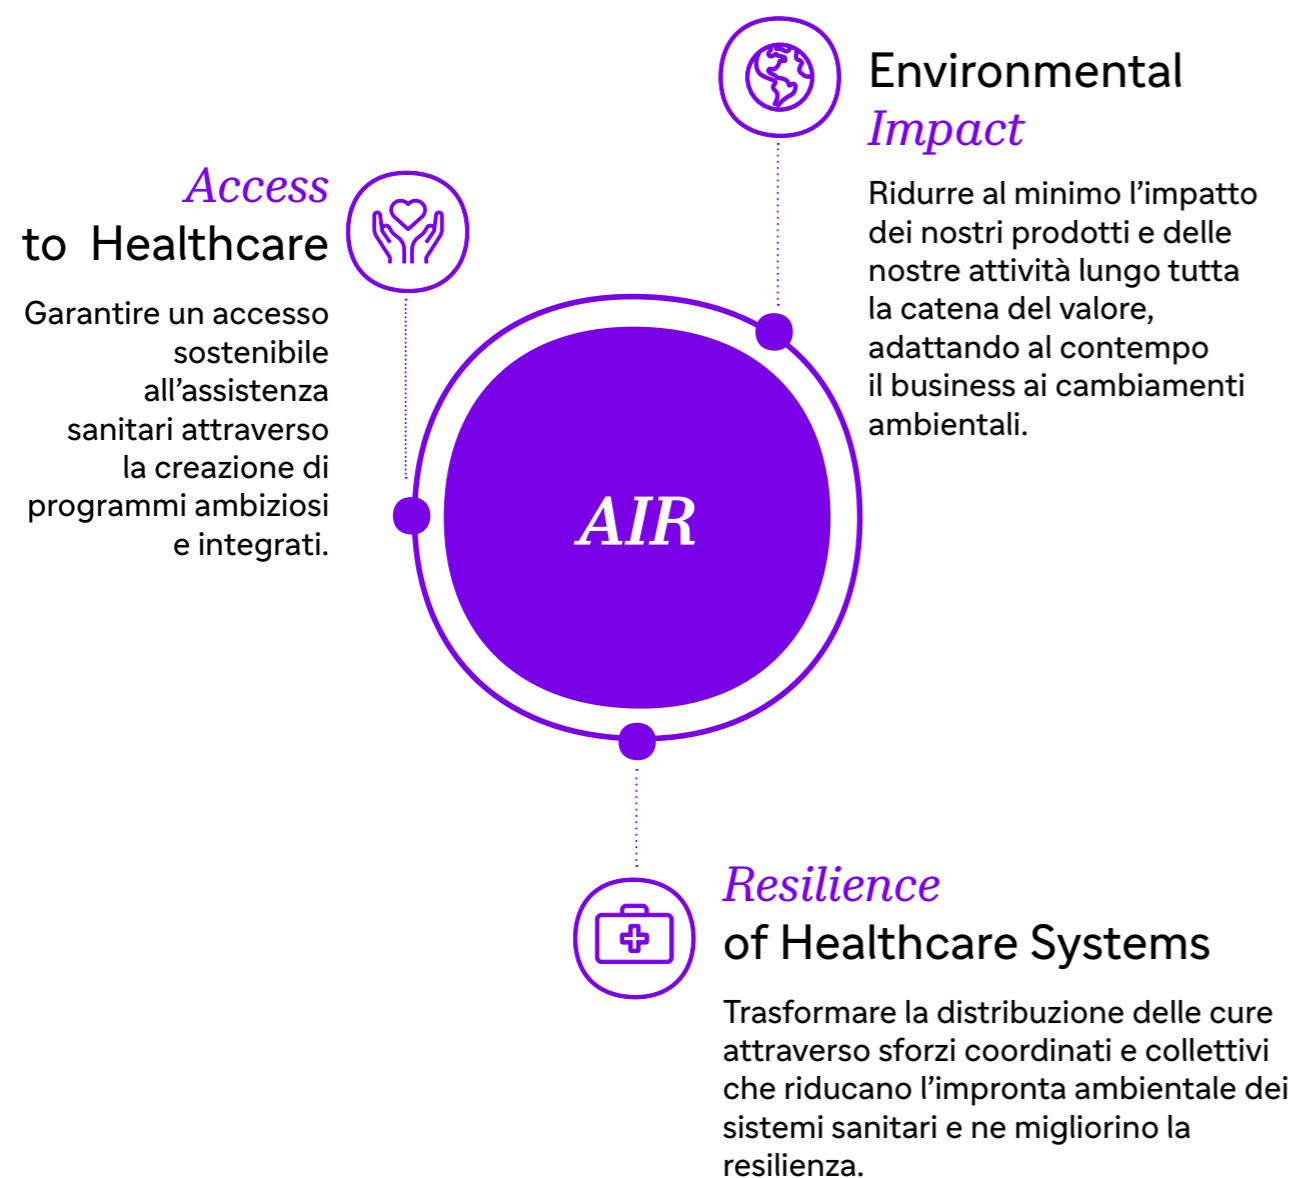 Access
to Healthcare
Garantire un accesso
sostenibile
all’assistenza
sanitari attraverso
la creazione di
programmi ambiziosi
e integrati.
Environmental
Impact
Ridurre al minimo l’impatto
dei nostri prodotti e delle
nostre attività lungo tutta
la catena del valore,
adattando al contempo
il business ai cambiamenti
ambientali.
AIR
Resilience
of Healthcare Systems
Trasformare la distribuzione delle cure
attraverso sforzi coordinati e collettivi
che riducano l’impronta ambientale dei
sistemi sanitari e ne migliorino la
resilienza.